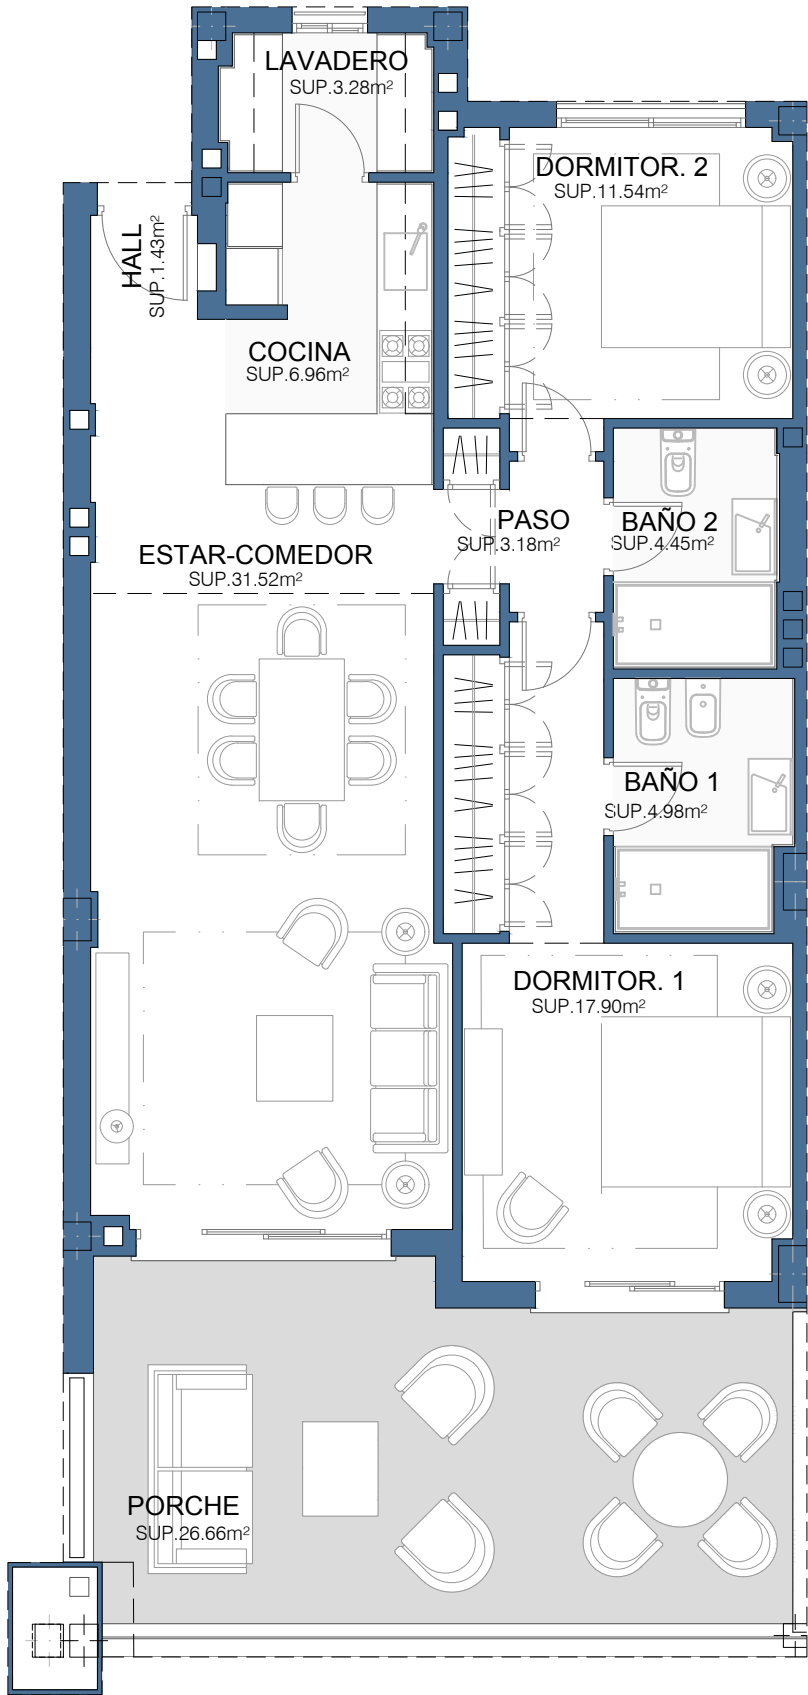 LAVADERO
SUP.3.28m²
DORMITOR. 2
SUP.11.54m²
HALL
SUP.1.43m²
COCINA
SUP.6.96m²
PASO
SUP.3.18m²
BAÑO 2
SUP.4.45m²
ESTAR-COMEDOR
SUP.31.52m²
BAÑO 1
SUP.4.98m²
DORMITOR. 1
SUP.17.90m²
PORCHE
SUP.26.66m²